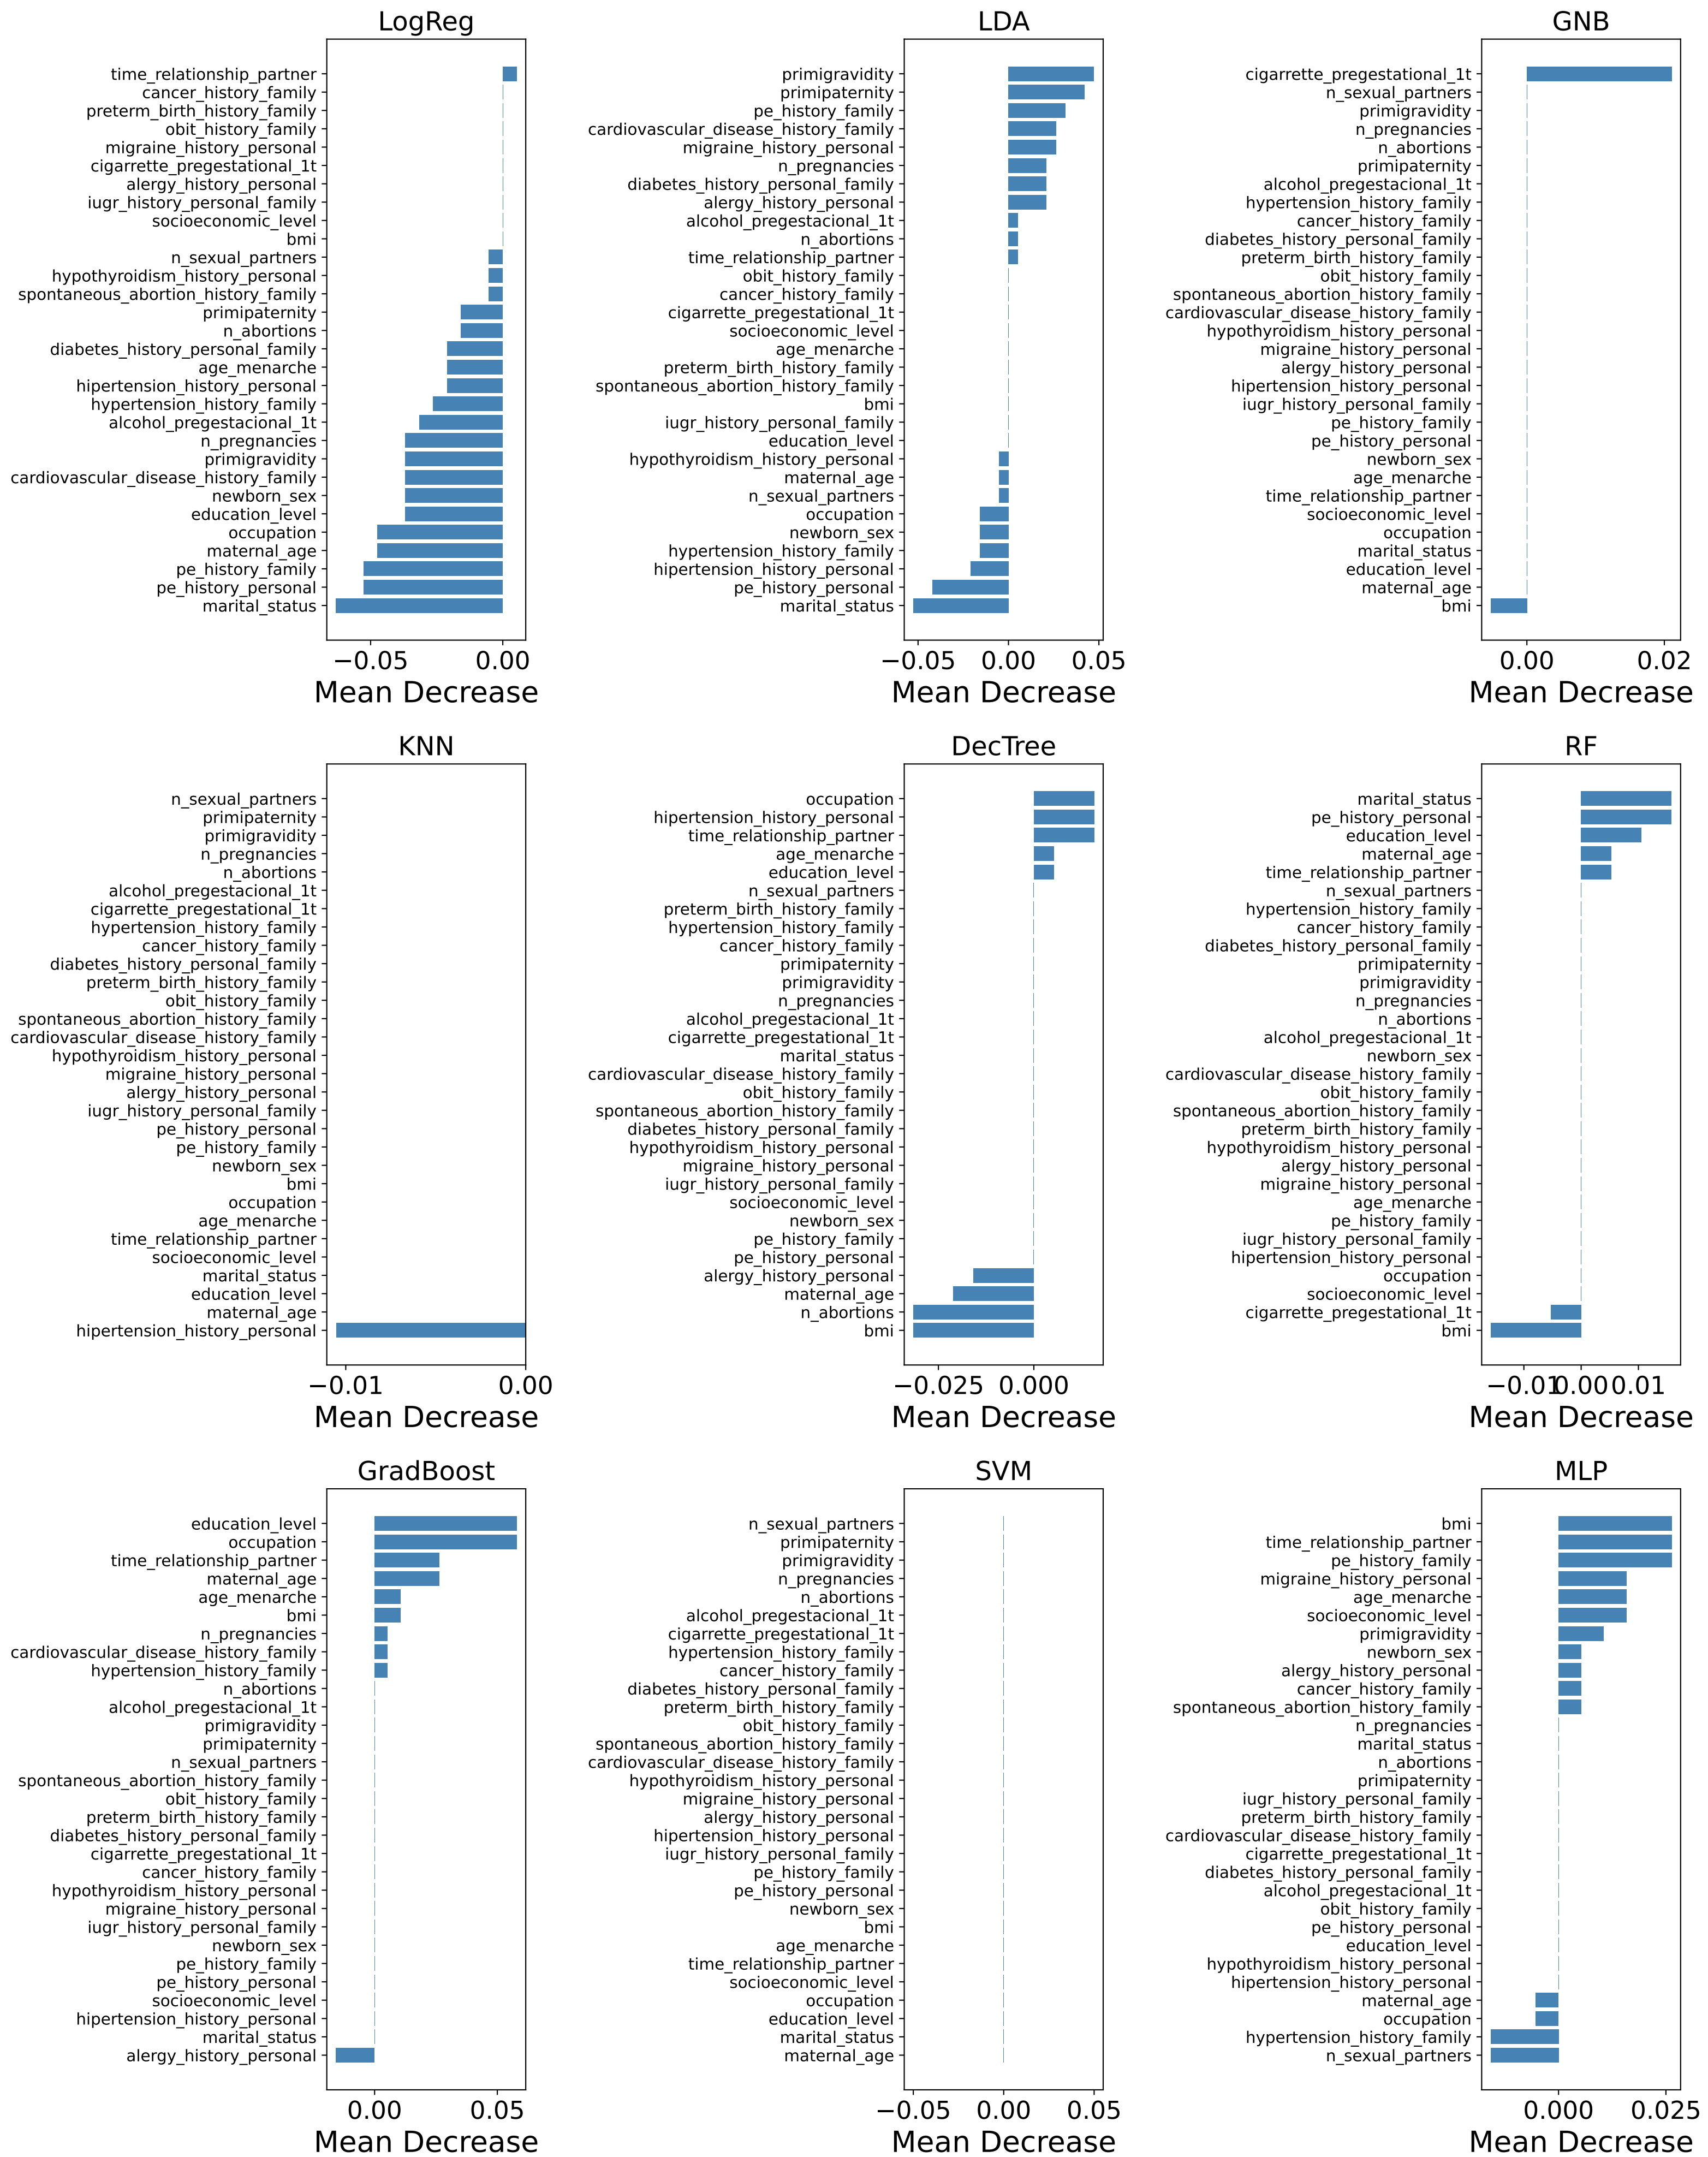 LogReg
time_relationship_partner
cancer_history_family
preterm_birth_history_family
obit_history_family
migraine_history_personal
cigarrette_pregestational_1t
alergy_history_personal
iugr_history_personal_family
socioeconomic_level
bmi
n_sexual_partners
hypothyroidism_history_personal
spontaneous_abortion_history_family
primipaternity
n_abortions
diabetes_history_personal_family
age_menarche
hipertension_history_personal
hypertension_history_family
alcohol_pregestacional_1t
n_pregnancies
primigravidity
cardiovascular_disease_history_family
newborn_sex
education_level
occupation
maternal_age
pe_history_family
pe_history_personal
marital_status
−0.05 0.00
Mean Decrease
LDA
primigravidity
primipaternity
pe_history_family
cardiovascular_disease_history_family
migraine_history_personal
n_pregnancies
diabetes_history_personal_family
alergy_history_personal
alcohol_pregestacional_1t
n_abortions
time_relationship_partner
obit_history_family
cancer_history_family
cigarrette_pregestational_1t
socioeconomic_level
age_menarche
preterm_birth_history_family
spontaneous_abortion_history_family
bmi
iugr_history_personal_family
education_level
hypothyroidism_history_personal
maternal_age
n_sexual_partners
occupation
newborn_sex
hypertension_history_family
hipertension_history_personal
pe_history_personal
marital_status
−0.05 0.00 0.05
Mean Decrease
GNB
cigarrette_pregestational_1t
n_sexual_partners
primigravidity
n_pregnancies
n_abortions
primipaternity
alcohol_pregestacional_1t
hypertension_history_family
cancer_history_family
diabetes_history_personal_family
preterm_birth_history_family
obit_history_family
spontaneous_abortion_history_family
cardiovascular_disease_history_family
hypothyroidism_history_personal
migraine_history_personal
alergy_history_personal
hipertension_history_personal
iugr_history_personal_family
pe_history_family
pe_history_personal
newborn_sex
age_menarche
time_relationship_partner
socioeconomic_level
occupation
marital_status
education_level
maternal_age
bmi
0.00 0.02
Mean Decrease
KNN
n_sexual_partners
primipaternity
primigravidity
n_pregnancies
n_abortions
alcohol_pregestacional_1t
cigarrette_pregestational_1t
hypertension_history_family
cancer_history_family
diabetes_history_personal_family
preterm_birth_history_family
obit_history_family
spontaneous_abortion_history_family
cardiovascular_disease_history_family
hypothyroidism_history_personal
migraine_history_personal
alergy_history_personal
iugr_history_personal_family
pe_history_personal
pe_history_family
newborn_sex
bmi
occupation
age_menarche
time_relationship_partner
socioeconomic_level
marital_status
education_level
maternal_age
hipertension_history_personal
−0.01 0.00
Mean Decrease
DecTree
occupation
hipertension_history_personal
time_relationship_partner
age_menarche
education_level
n_sexual_partners
preterm_birth_history_family
hypertension_history_family
cancer_history_family
primipaternity
primigravidity
n_pregnancies
alcohol_pregestacional_1t
cigarrette_pregestational_1t
marital_status
cardiovascular_disease_history_family
obit_history_family
spontaneous_abortion_history_family
diabetes_history_personal_family
hypothyroidism_history_personal
migraine_history_personal
iugr_history_personal_family
socioeconomic_level
newborn_sex
pe_history_family
pe_history_personal
alergy_history_personal
maternal_age
n_abortions
bmi
−0.025 0.000
Mean Decrease
RF
marital_status
pe_history_personal
education_level
maternal_age
time_relationship_partner
n_sexual_partners
hypertension_history_family
cancer_history_family
diabetes_history_personal_family
primipaternity
primigravidity
n_pregnancies
n_abortions
alcohol_pregestacional_1t
newborn_sex
cardiovascular_disease_history_family
obit_history_family
spontaneous_abortion_history_family
preterm_birth_history_family
hypothyroidism_history_personal
alergy_history_personal
migraine_history_personal
age_menarche
pe_history_family
iugr_history_personal_family
hipertension_history_personal
occupation
socioeconomic_level
cigarrette_pregestational_1t
bmi
−0.01 0.00 0.01
Mean Decrease
GradBoost
education_level
occupation
time_relationship_partner
maternal_age
age_menarche
bmi
n_pregnancies
cardiovascular_disease_history_family
hypertension_history_family
n_abortions
alcohol_pregestacional_1t
primigravidity
primipaternity
n_sexual_partners
spontaneous_abortion_history_family
obit_history_family
preterm_birth_history_family
diabetes_history_personal_family
cigarrette_pregestational_1t
cancer_history_family
hypothyroidism_history_personal
migraine_history_personal
iugr_history_personal_family
newborn_sex
pe_history_family
pe_history_personal
socioeconomic_level
hipertension_history_personal
marital_status
alergy_history_personal
0.00 0.05
Mean Decrease
SVM
n_sexual_partners
primipaternity
primigravidity
n_pregnancies
n_abortions
alcohol_pregestacional_1t
cigarrette_pregestational_1t
hypertension_history_family
cancer_history_family
diabetes_history_personal_family
preterm_birth_history_family
obit_history_family
spontaneous_abortion_history_family
cardiovascular_disease_history_family
hypothyroidism_history_personal
migraine_history_personal
alergy_history_personal
hipertension_history_personal
iugr_history_personal_family
pe_history_family
pe_history_personal
newborn_sex
bmi
age_menarche
time_relationship_partner
socioeconomic_level
occupation
education_level
marital_status
maternal_age
−0.05 0.00 0.05
Mean Decrease
MLP
bmi
time_relationship_partner
pe_history_family
migraine_history_personal
age_menarche
socioeconomic_level
primigravidity
newborn_sex
alergy_history_personal
cancer_history_family
spontaneous_abortion_history_family
n_pregnancies
marital_status
n_abortions
primipaternity
iugr_history_personal_family
preterm_birth_history_family
cardiovascular_disease_history_family
cigarrette_pregestational_1t
diabetes_history_personal_family
alcohol_pregestacional_1t
obit_history_family
pe_history_personal
education_level
hypothyroidism_history_personal
hipertension_history_personal
maternal_age
occupation
hypertension_history_family
n_sexual_partners
0.000 0.025
Mean Decrease